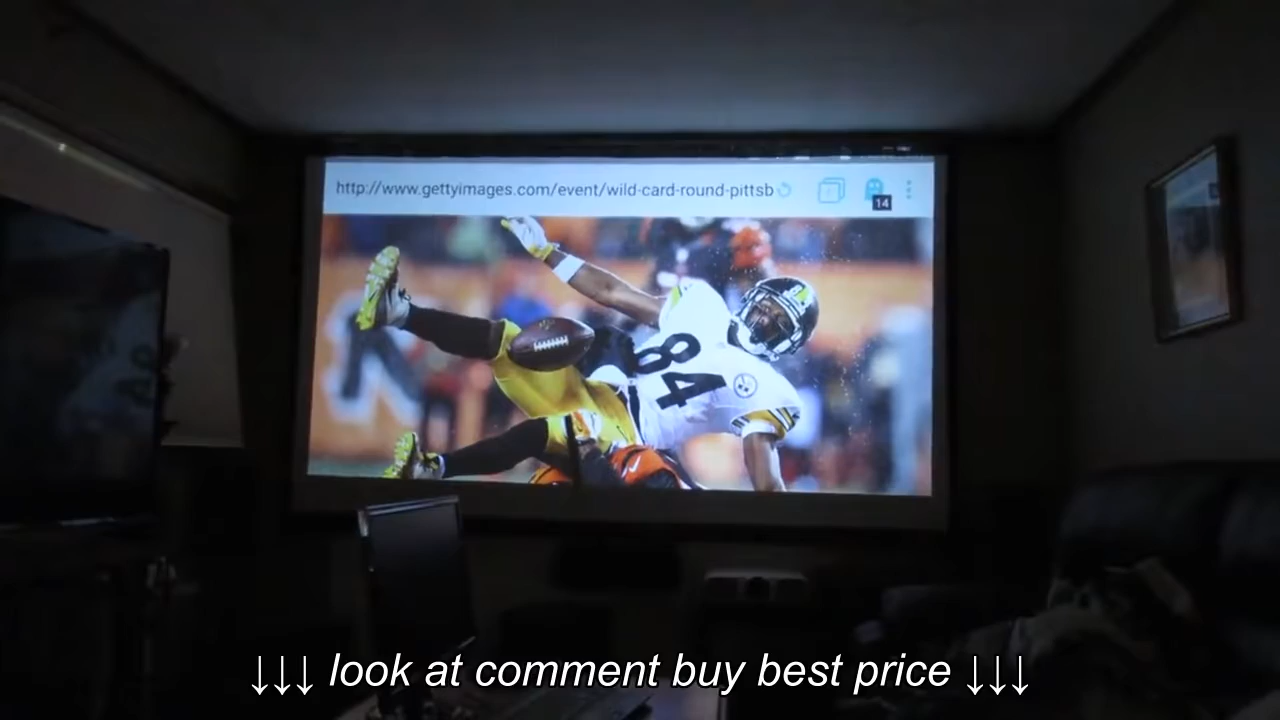 http://www.gettyimages.com/event/wild-card-round-pittsb
14
84
↓↓↓ look at comment buy best price ↓↓↓